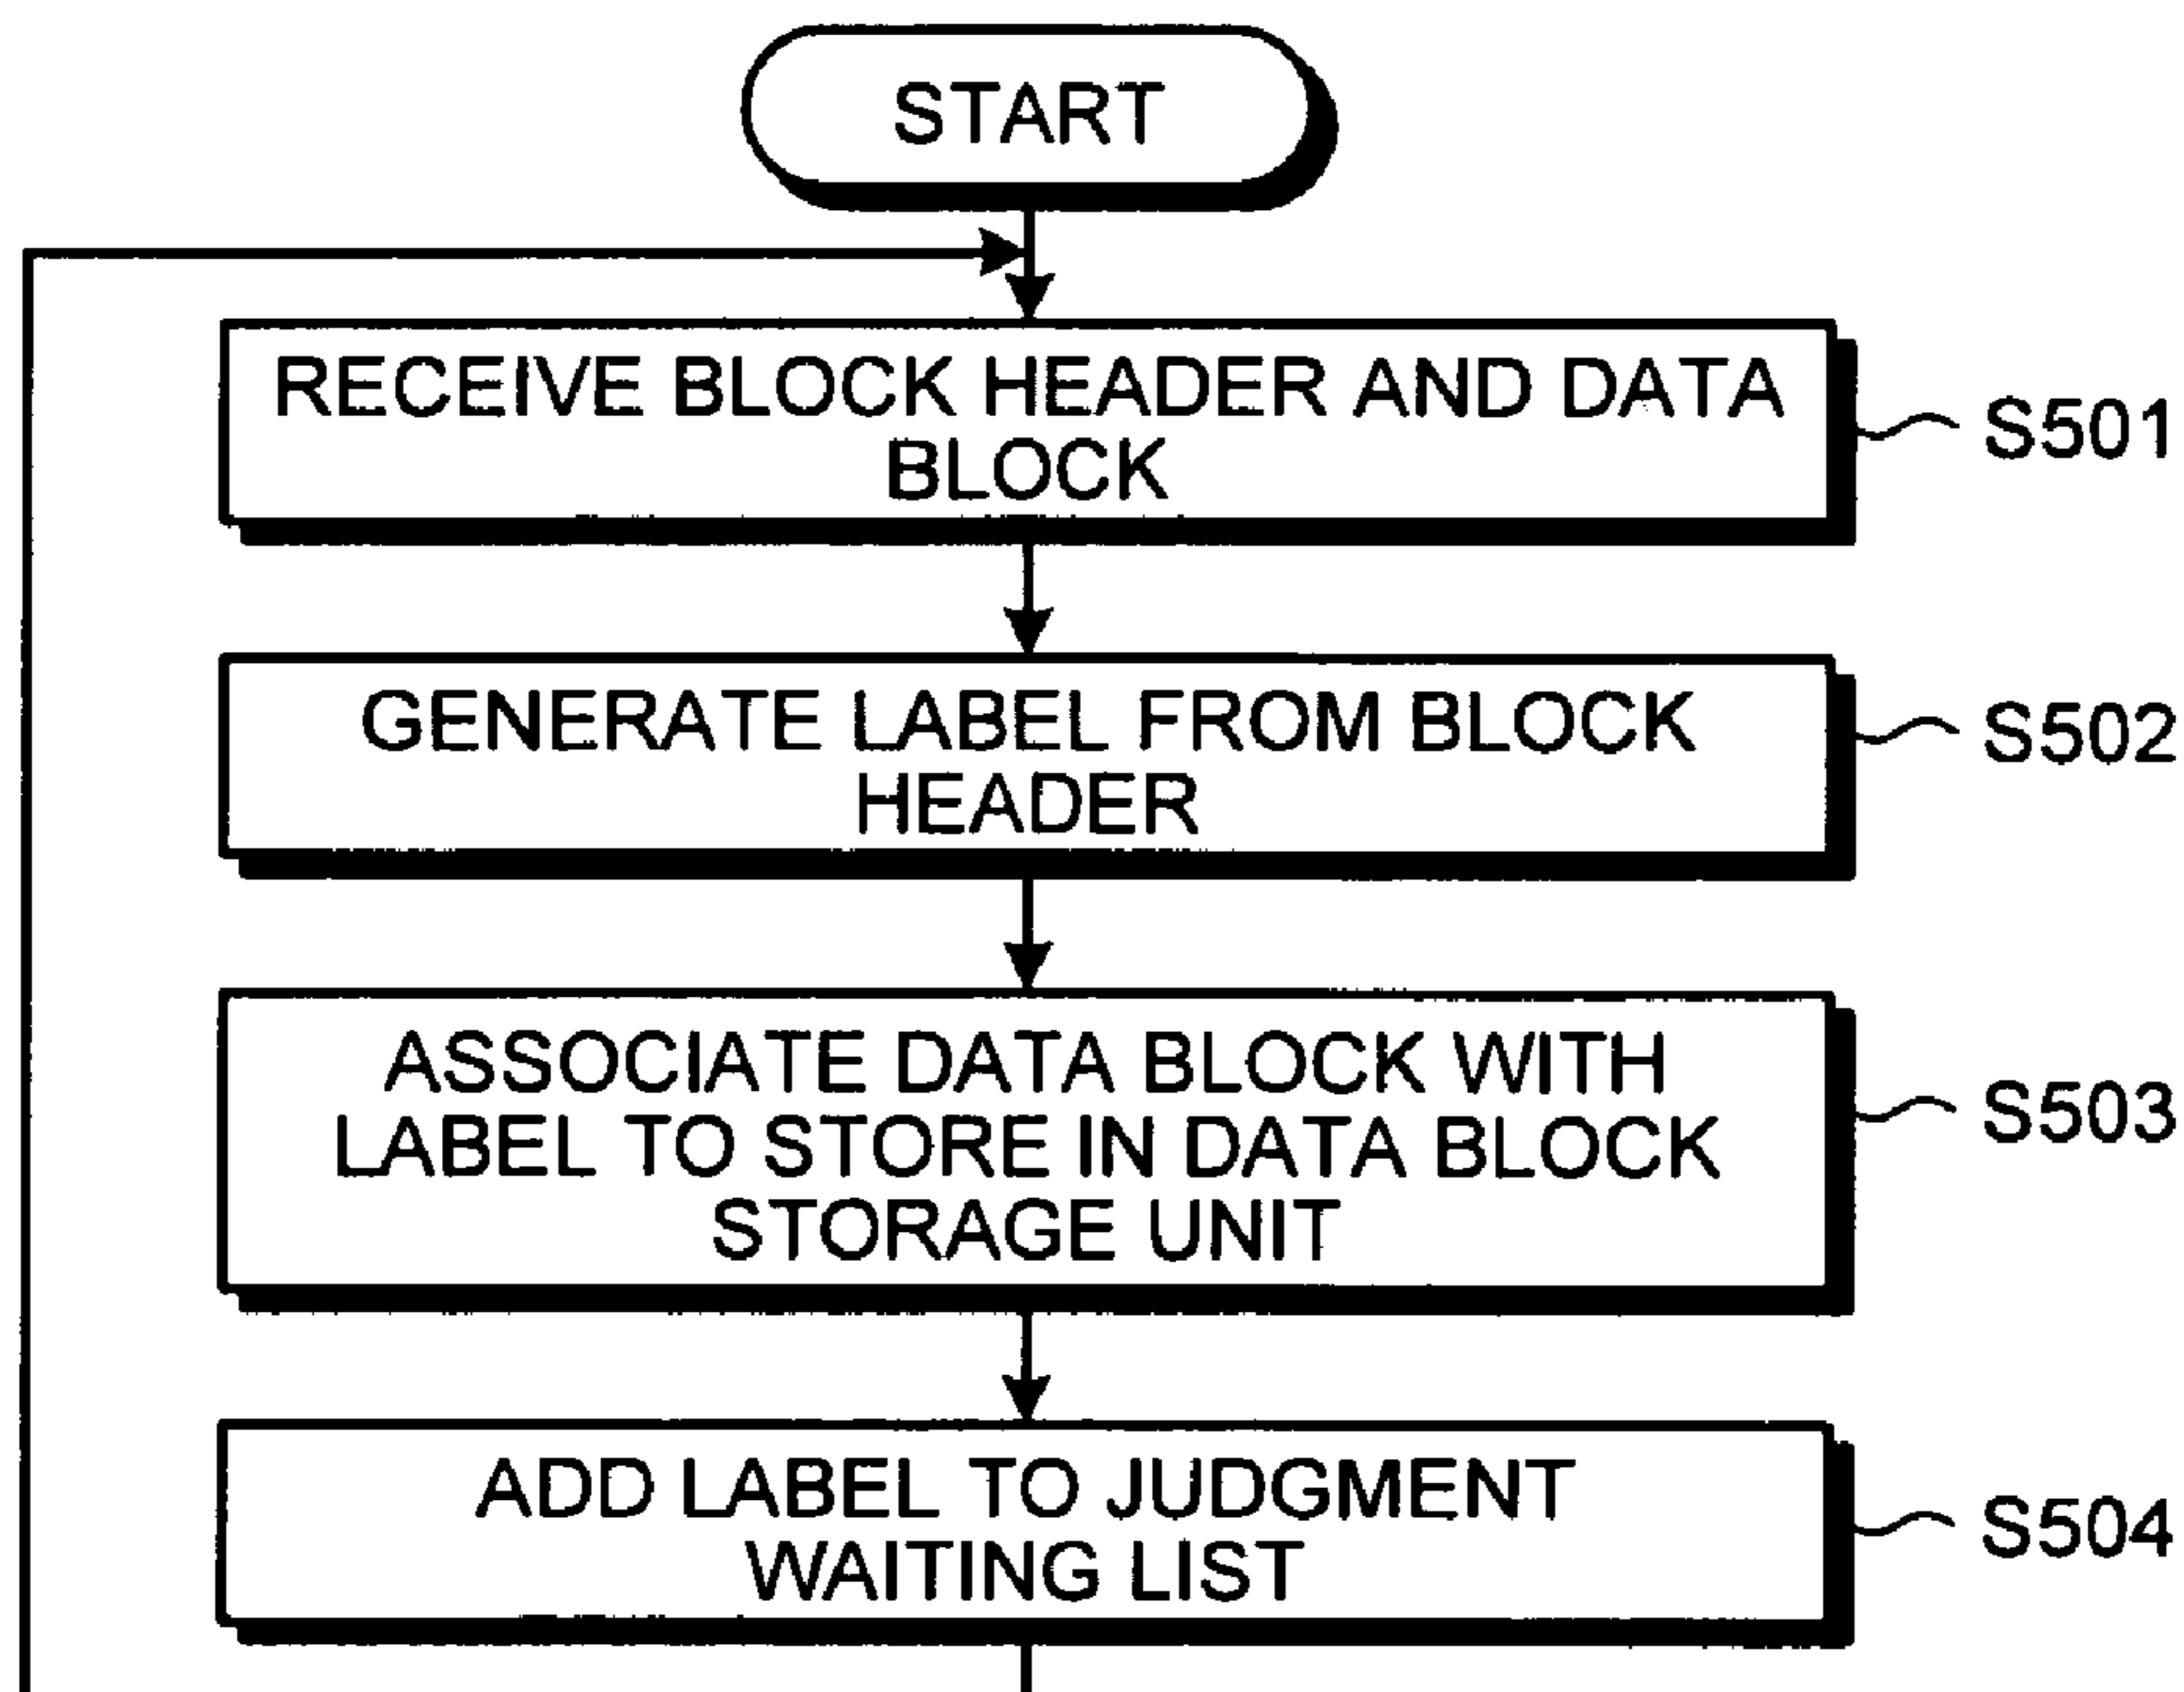 START
RECEIVE BLOCK HEADER AND DATA
BLOCK
S501
GENERATE LABEL FROM BLOCK
HEADER
S502
ASSOCIATE DATA BLOCK WITH
LABEL TO STORE IN DATA BLOCK
STORAGE UNIT
S503
ADD LABEL TO JUDGMENT
WAITING LIST
S504